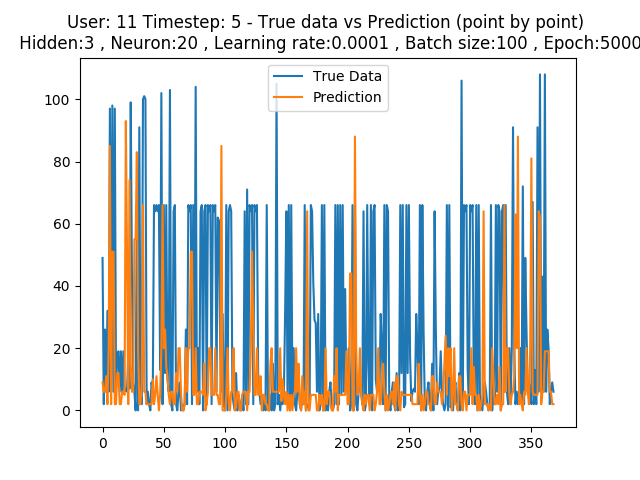 User: 11 Timestep: 5 - True data vs Prediction (point by point)
Hidden:3 , Neuron:20 , Learning rate:0.0001 , Batch size:100 , Epoch:5000
True Data
Prediction
100
80
60
40
20
0
0 50 100 150 200 250 300 350